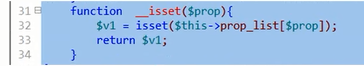 31 function __isset($prop){
32 $v1 = isset($this->prop_list[$prop]);
33 return $v1;
34 }